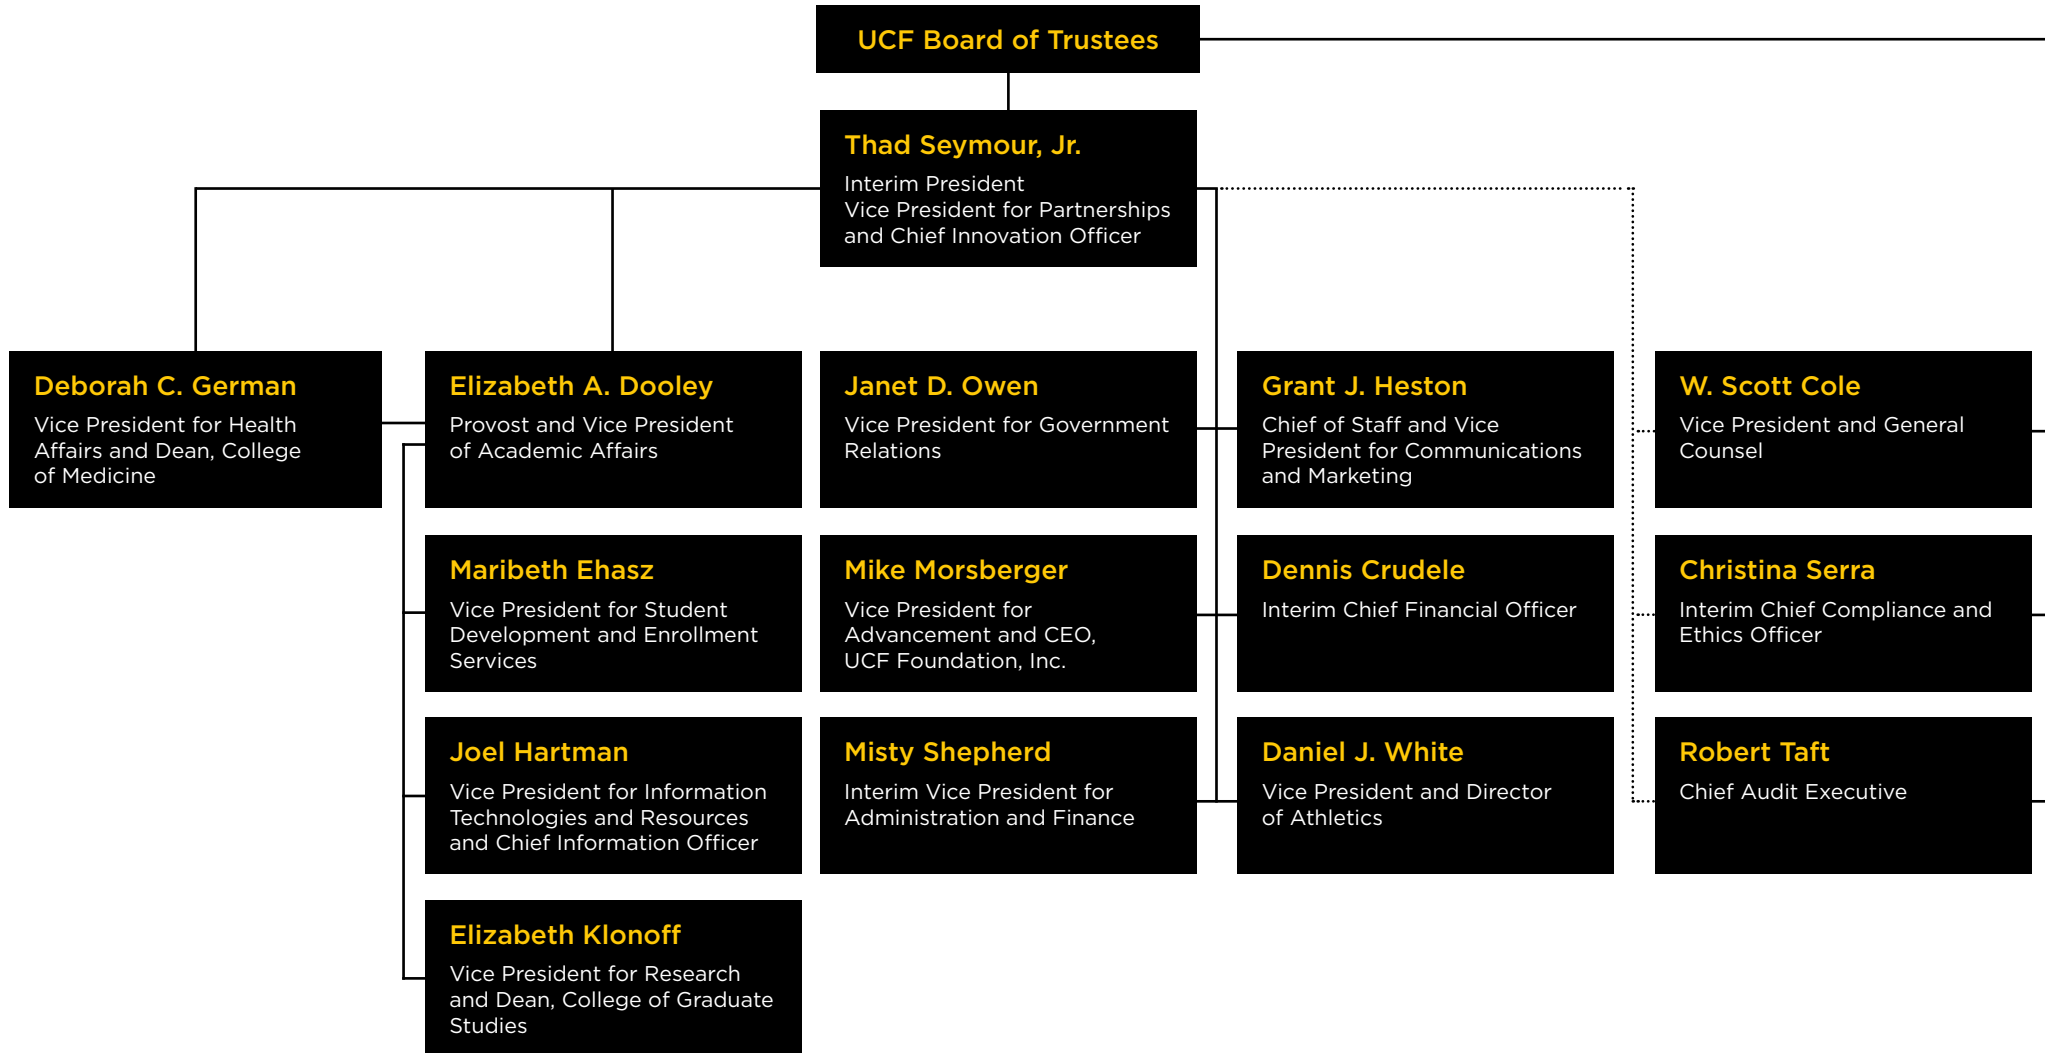 UCF Board of Trustees
Thad Seymour, Jr.
Interim President
Vice President for Partnerships
and Chief Innovation Officer
Deborah C. German
Vice President for Health
Affairs and Dean, College
of Medicine
Elizabeth A. Dooley
Provost and Vice President
of Academic Affairs
Janet D. Owen
Vice President for Government
Relations
Grant J. Heston
Chief of Staff and Vice
President for Communications
and Marketing
W. Scott Cole
Vice President and General
Counsel
Maribeth Ehasz
Vice President for Student
Development and Enrollment
Services
Mike Morsberger
Vice President for
Advancement and CEO,
UCF Foundation, Inc.
Dennis Crudele
Interim Chief Financial Officer
Christina Serra
Interim Chief Compliance and
Ethics Officer
Joel Hartman
Vice President for Information
Technologies and Resources
and Chief Information Officer
Misty Shepherd
Interim Vice President for
Administration and Finance
Daniel J. White
Vice President and Director
of Athletics
Robert Taft
Chief Audit Executive
Elizabeth Klonoff
Vice President for Research
and Dean, College of Graduate
Studies